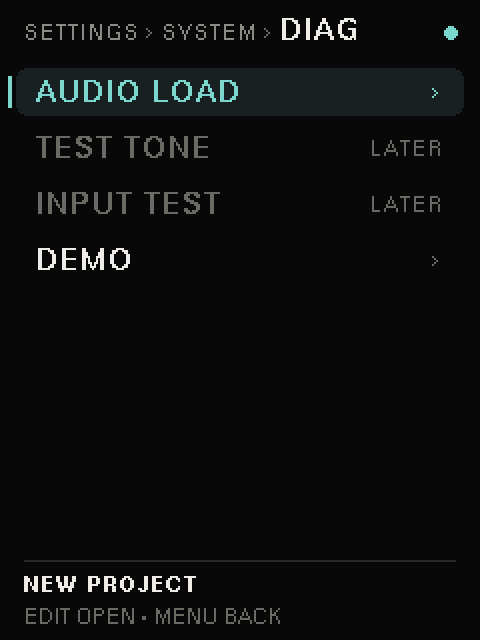 SETTINGS › SYSTEM › DIAG
AUDIO LOAD ›
TEST TONE LATER
INPUT TEST LATER
DEMO ›
NEW PROJECT
EDIT OPEN · MENU BACK